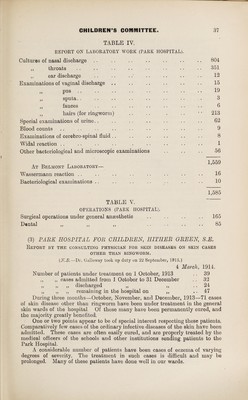 CHILDREN'S COMMITTEE. 37
TABLE IV.
REPORT ON LABORATORY WORK (PARK HOSPITAL).
Cultures of nasal discharge .. .. .. .. .. .. 804
„ throats .. .. .. .. .. .. .. 331
„ ear discharge .. .. .. .. .. .. 12
Examinations of vaginal discharge .. .. .. .. .. 15
„ pus .. .. .. .. .. .. .. 19
„ sputa .. .. .. .. .. .. .. 3
„ faeces .. .. .. .. .. .. .. 6
„ hairs (for ringworm) .. .. .. .. 213
Special examinations of urine .. .. .. .. .. .. 62
Blood counts .. .. .. .. .. .. .. .. 9
Examinations of cerebro-spinal fluid .. .. .. .. .. 8
Widal reaction .. .. .. .. .. .. .. .. 1
Other bacteriological and microscopic examinations .. .. 56
1,559
AT BELMONT LABORATORY—
Wassermann reaction .. .. .. .. .. .. .. 16
Bacteriological examinations .. .. .. .. .. .. 10
1,585
TABLE V.
OPERATIONS (PARK HOSPITAL).
Surgical operations under general anæsthetic .. .. .. 165
Dental „ „ „ .. .. .. 85
(3) PARK HOSPITAL FOR CHILDREN, HITHER GREEN, S.E.
REPORT BY THE CONSULTING PHYSICIAN FOR SKIN DISEASES ON SKIN CASES
OTHER THAN RINGWORM.
(N.B.—Dr. Galloway took up duty on 22 September, 1913.)
4 March, 1914.
Number of patients under treatment on 1 October, 1913 .. 39
„ „ cases admitted from 1 October to 31 December .. 32
„ „ „ discharged „ „ .. 24
„ „ „ remaining in the hospital on „ .. 47
During three months—October, November, and December, 1913—71 cases
of skin disease other than ringworm have been under treatment in the general
skin wards of the hospital. Of these many have been permanently cured, and
the majority greatly benefited.
One or two points appear to be of special interest respecting these patients.
Comparatively few cases of the ordinary infective diseases of the skin have been
admitted. These cases are often easily cured, and are properly treated by the
medical officers of the schools and other institutions sending patients to the
Park Hospital.
A considerable number of patients have been cases of eczema of varying
degrees of severity. The treatment in such cases is difficult and may be
prolonged. Many of these patients have done well in our wards.